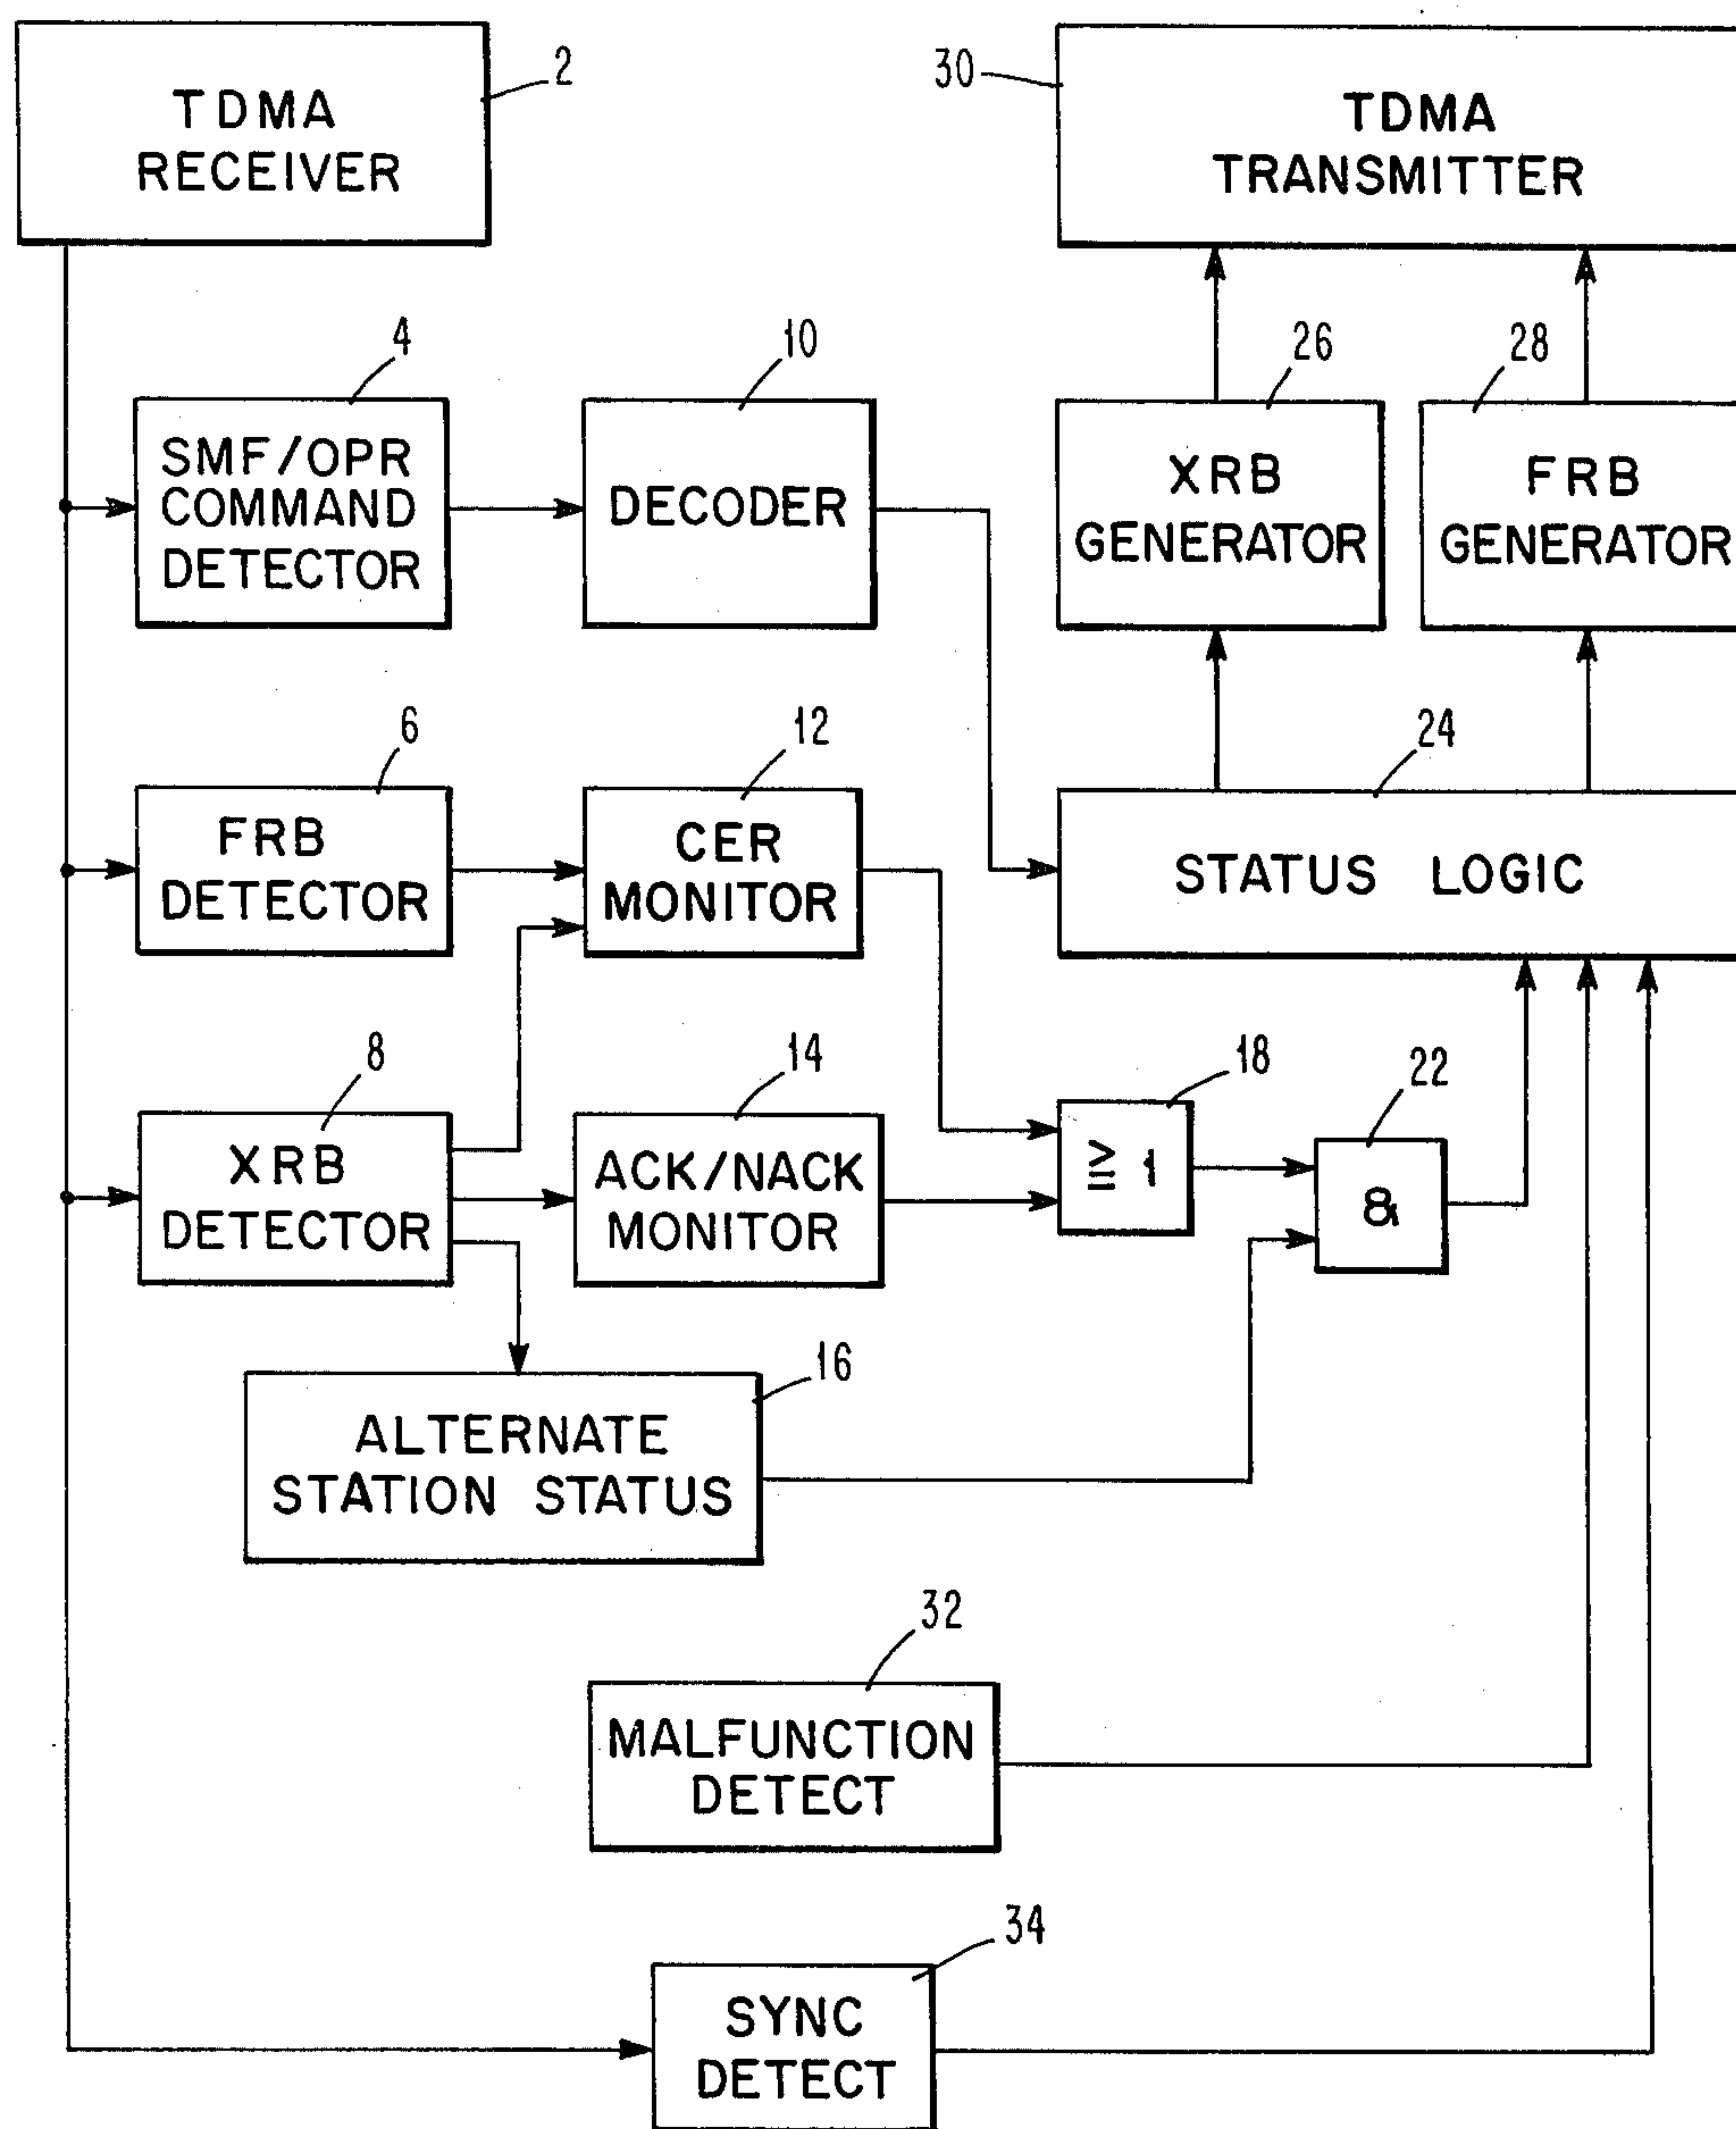 2
TDMA
RECEIVER
30
TDMA
TRANSMITTER
4
SMF/OPR
COMMAND
DETECTOR
10
DECODER
26
XRB
GENERATOR
28
FRB
GENERATOR
6
FRB
DETECTOR
12
CER
MONITOR
24
STATUS LOGIC
8
XRB
DETECTOR
14
ACK/NACK
MONITOR
18
≧ 1
22
&
16
ALTERNATE
STATION STATUS
32
MALFUNCTION
DETECT
34
SYNC
DETECT